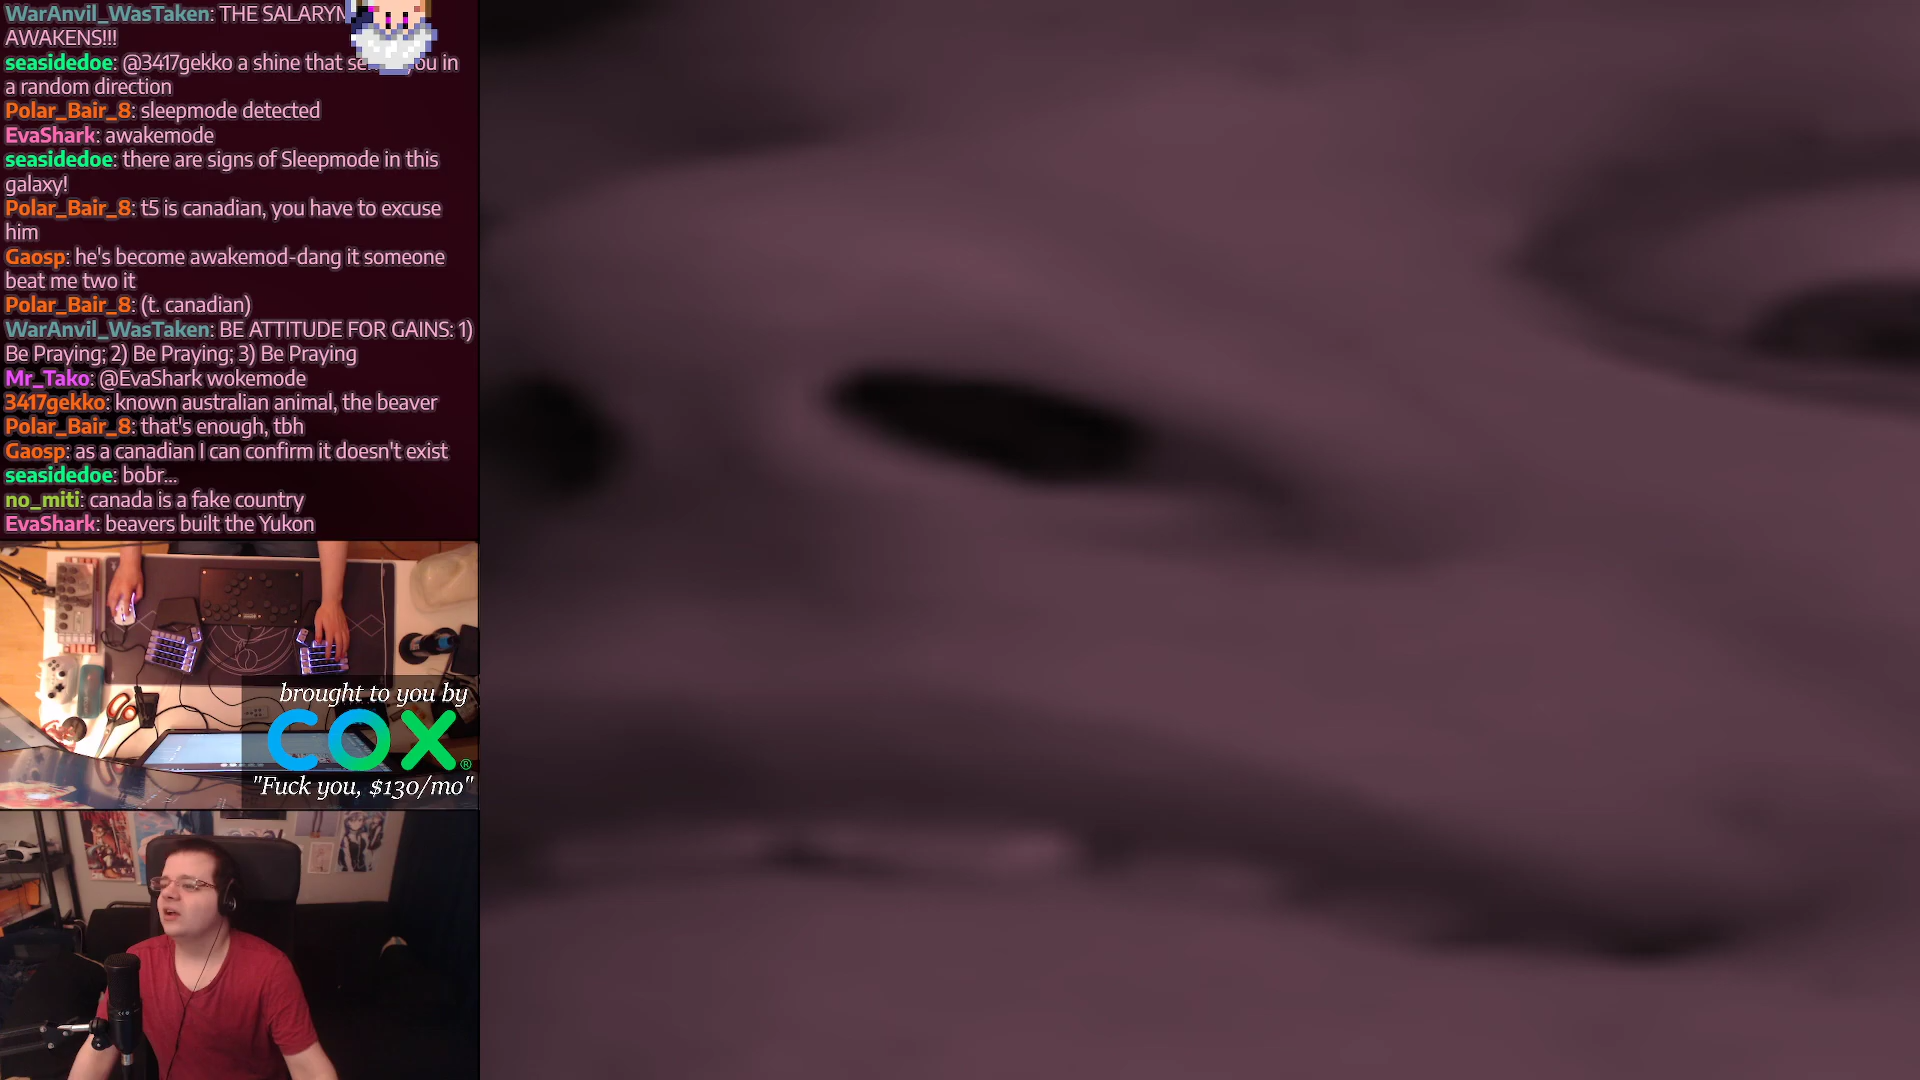 WarAnvil_WasTaken: THE SALARYM
AWAKENS!!!
seasidedoe: @3417gekko a shine that se ou in
a random direction
Polar_Bair_8: sleepmode detected
EvaShark: awakemode
seasidedoe: there are signs of Sleepmode in this
galaxy!
Polar_Bair_8: t5 is canadian, you have to excuse
him
Gaosp: he's become awakemod-dang it someone
beat me two it
Polar_Bair_8: (t. canadian)
WarAnvil_WasTaken: BE ATTITUDE FOR GAINS: 1)
Be Praying; 2) Be Praying; 3) Be Praying
Mr_Tako: @EvaShark wokemode
3417gekko: known australian animal, the beaver
Polar_Bair_8: that's enough, tbh
Gaosp: as a canadian I can confirm it doesn't exist
seasidedoe: bobr...
no_miti: canada is a fake country
EvaShark: beavers built the Yukon
brought to you by
COX®
"Fuck you, $130/mo"